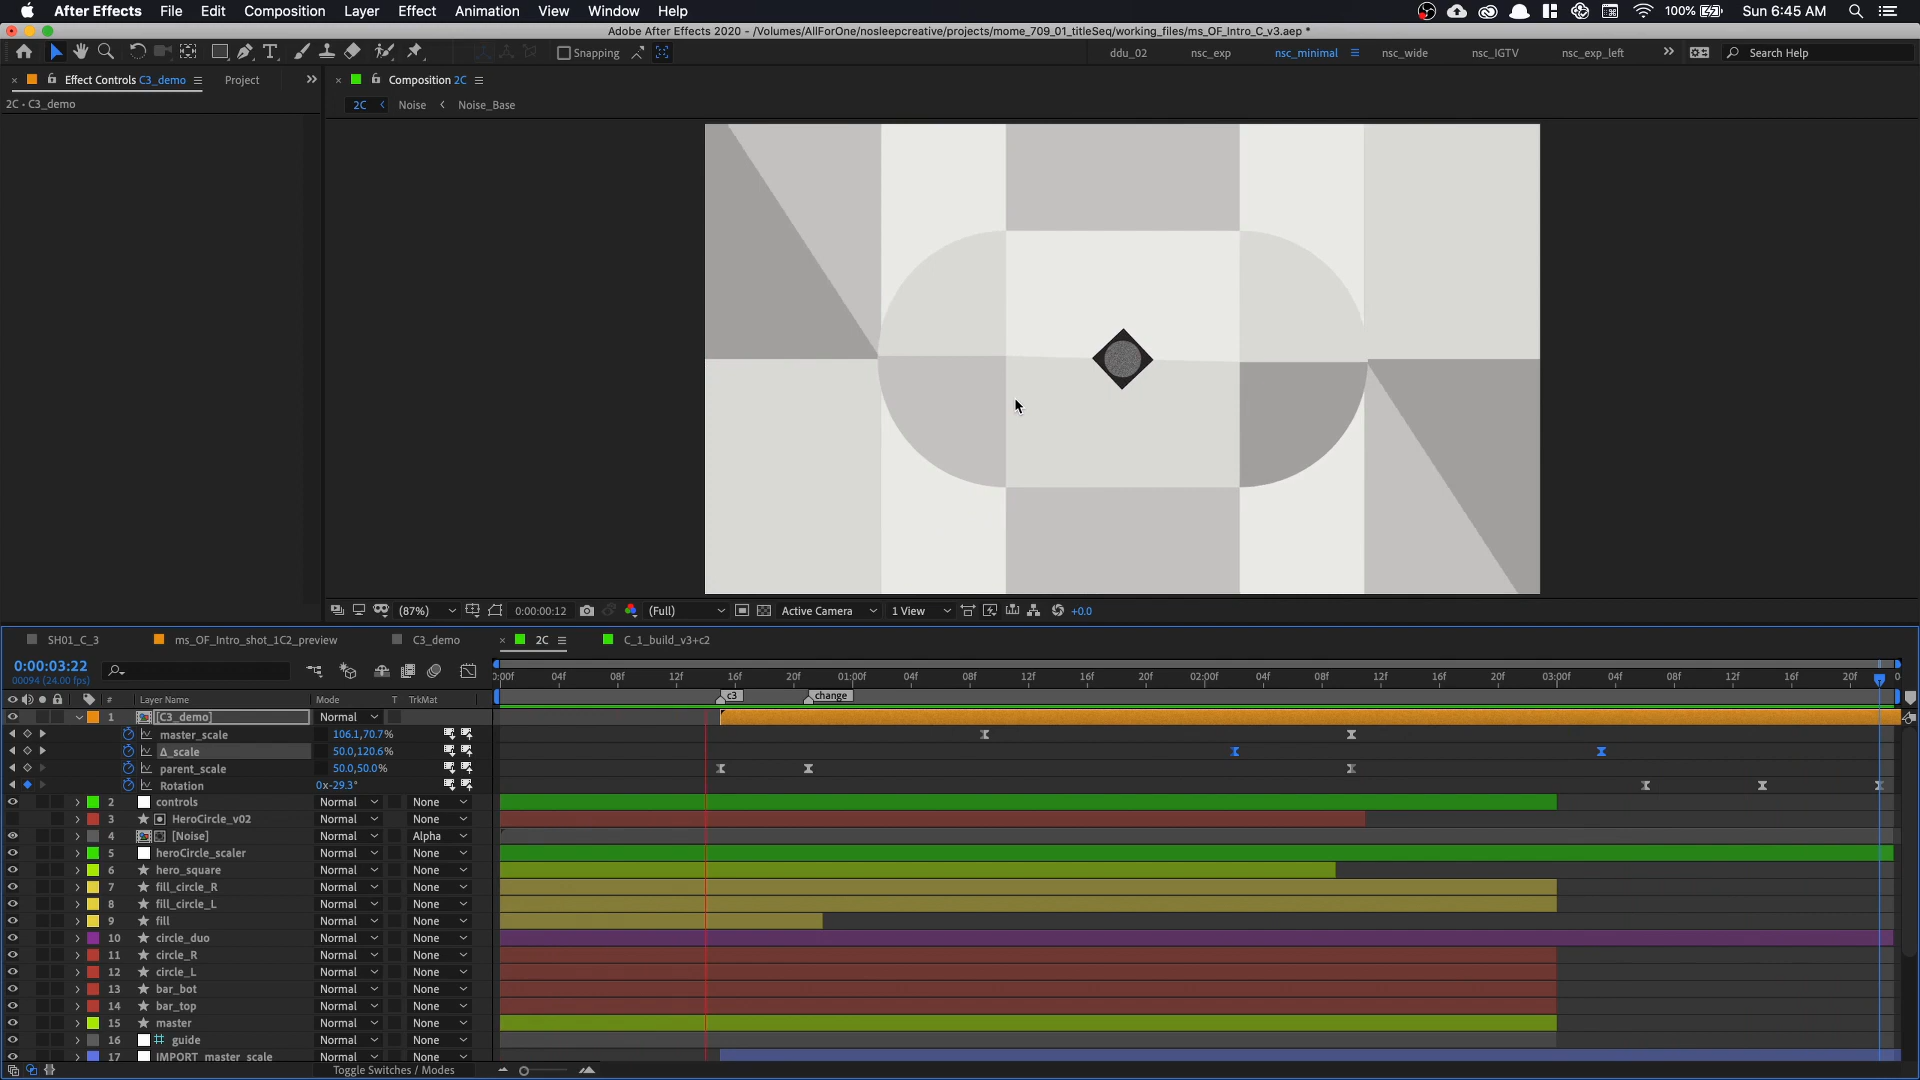 After Effects File Edit Composition Layer Effect Animation View Window Help 100% Sun 6:45 AM
Adobe After Effects 2020 - /Volumes/AllForOne/nosleepcreative/projects/mome_709_01_titleSeq/working_files/ms_OF_Intro_C_v3.aep *
Snapping ddu_02 nsc_exp nsc_minimal nsc_wide nsc_IGTV nsc_exp_left Search Help
Effect Controls C3_demo Project Composition 2C
2C • C3_demo 2C Noise Noise_Base
(87%) 0:00:00:12 (Full) Active Camera 1 View +0.0
SH01_C_3 ms_OF_Intro_shot_1C2_preview C3_demo 2C C_1_build_v3+c2
0:00:03:22
00094 (24.00 fps)
0:00f 04f 08f 12f 16f 20f 01:00f 04f 08f 12f 16f 20f 02:00f 04f 08f 12f 16f 20f 03:00f 04f 08f 12f 16f 20f 0
c3 change
# Layer Name Mode T TrkMat
1 [C3_demo] Normal
master_scale 106.1,70.7%
Δ_scale 50.0,120.6%
parent_scale 50.0,50.0%
Rotation 0x-29.3°
2 controls Normal None
3 HeroCircle_v02 Normal None
4 [Noise] Normal Alpha
5 heroCircle_scaler Normal None
6 hero_square Normal None
7 fill_circle_R Normal None
8 fill_circle_L Normal None
9 fill Normal None
10 circle_duo Normal None
11 circle_R Normal None
12 circle_L Normal None
13 bar_bot Normal None
14 bar_top Normal None
15 master Normal None
16 guide Normal None
17 IMPORT_master_scale Normal None
Toggle Switches / Modes